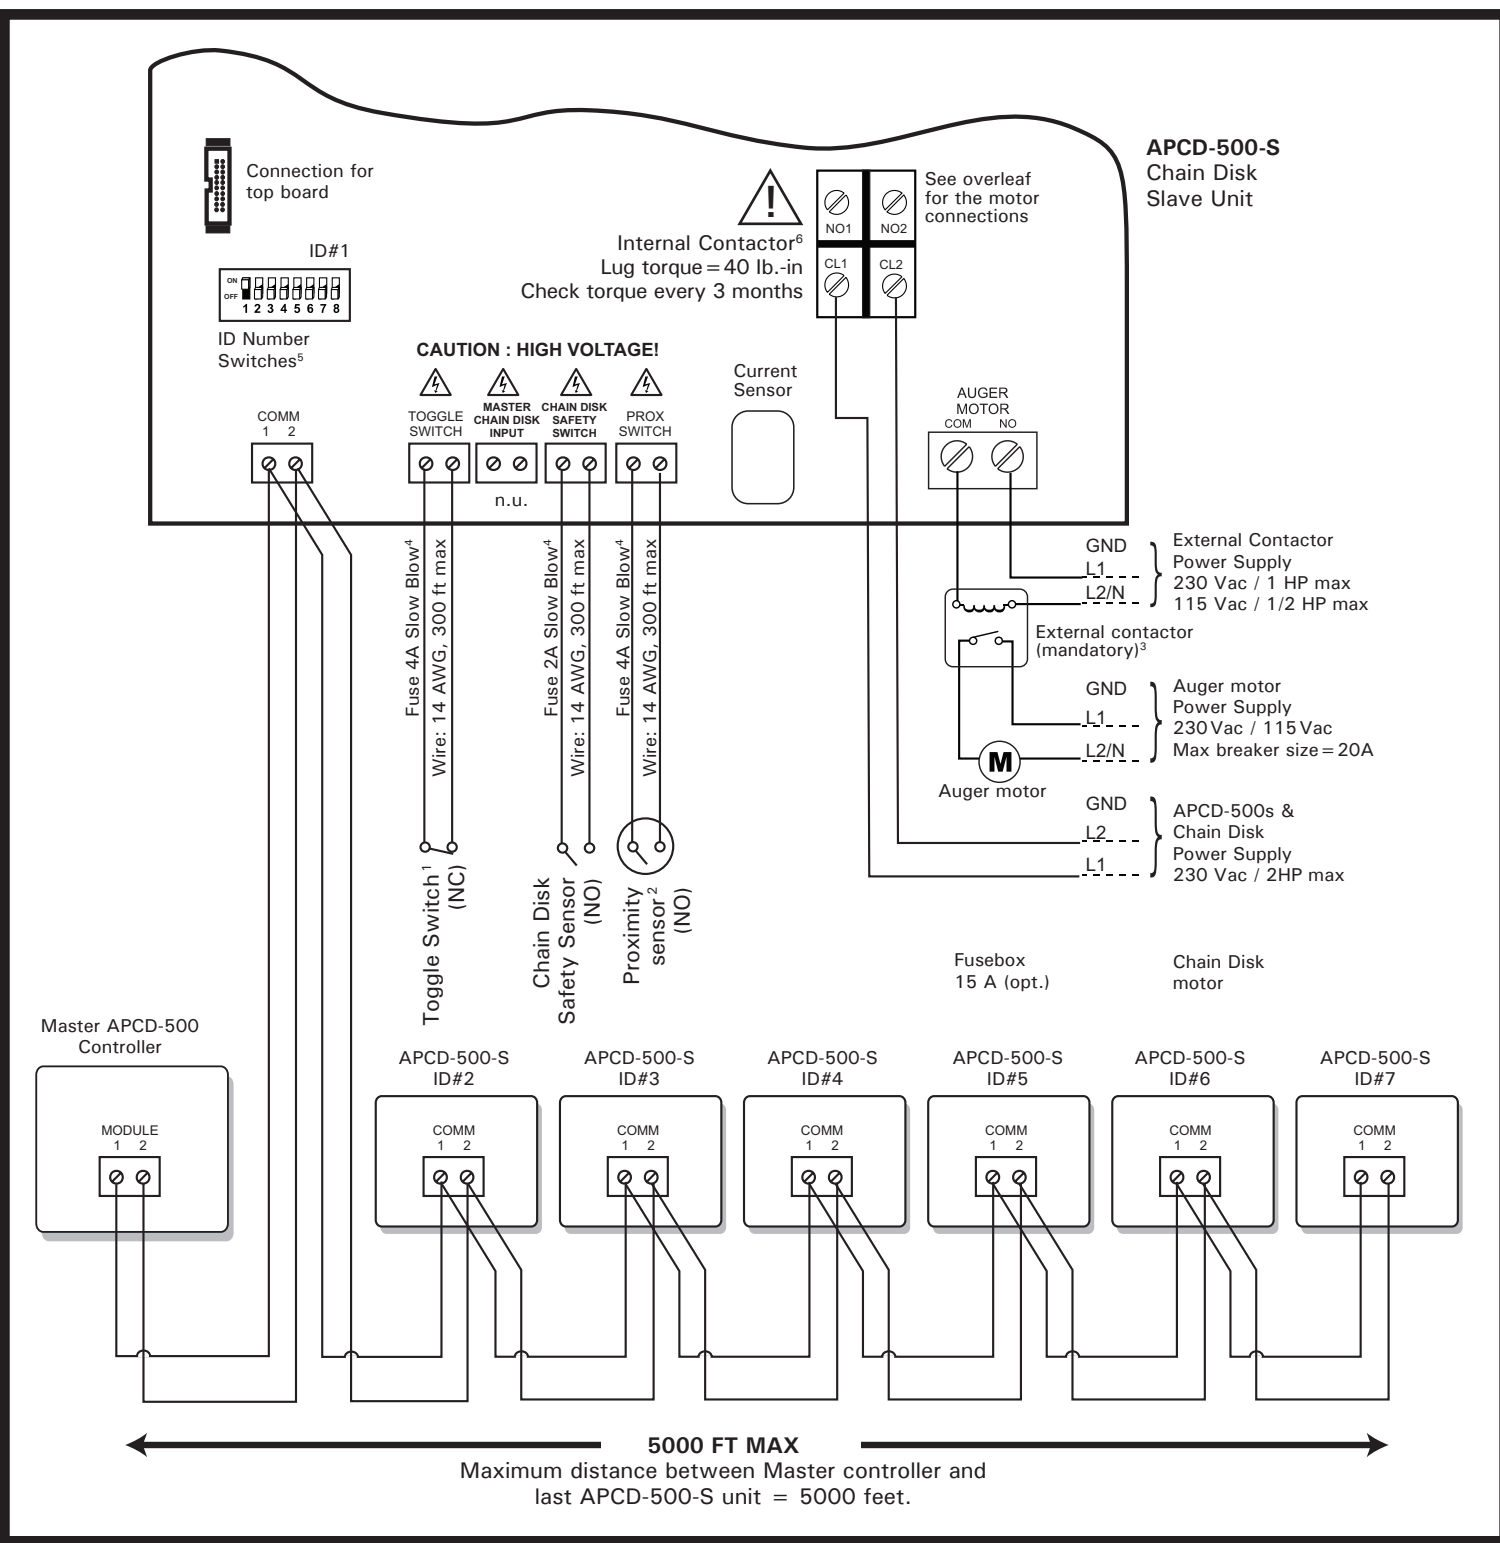 APCD-500-S
Chain Disk
Slave Unit
Connection for
top board
See overleaf
for the motor
connections
NO1
NO2
CL1
CL2
Internal Contactor⁶
Lug torque = 40 lb.-in
Check torque every 3 months
ID#1
ON
OFF
1 2 3 4 5 6 7 8
ID Number
Switches⁵
CAUTION : HIGH VOLTAGE!
COMM
1 2
TOGGLE
SWITCH
MASTER
CHAIN DISK
INPUT
n.u.
CHAIN DISK
SAFETY
SWITCH
PROX
SWITCH
Current
Sensor
AUGER
MOTOR
COM NO
Fuse 4A Slow Blow⁴
Wire: 14 AWG, 300 ft max
Fuse 2A Slow Blow⁴
Wire: 14 AWG, 300 ft max
Fuse 4A Slow Blow⁴
Wire: 14 AWG, 300 ft max
Toggle Switch¹
(NC)
Chain Disk
Safety Sensor
(NO)
Proximity
sensor²
(NO)
GND
L1
L2/N
External Contactor
Power Supply
230 Vac / 1 HP max
115 Vac / 1/2 HP max
External contactor
(mandatory)³
GND
L1
L2/N
Auger motor
Power Supply
230 Vac / 115 Vac
Max breaker size = 20A
M
Auger motor
GND
L2
L1
APCD-500s &
Chain Disk
Power Supply
230 Vac / 2HP max
Fusebox
15 A (opt.)
Chain Disk
motor
Master APCD-500
Controller
MODULE
1 2
APCD-500-S
ID#2
COMM
1 2
APCD-500-S
ID#3
COMM
1 2
APCD-500-S
ID#4
COMM
1 2
APCD-500-S
ID#5
COMM
1 2
APCD-500-S
ID#6
COMM
1 2
APCD-500-S
ID#7
COMM
1 2
5000 FT MAX
Maximum distance between Master controller and
last APCD-500-S unit = 5000 feet.